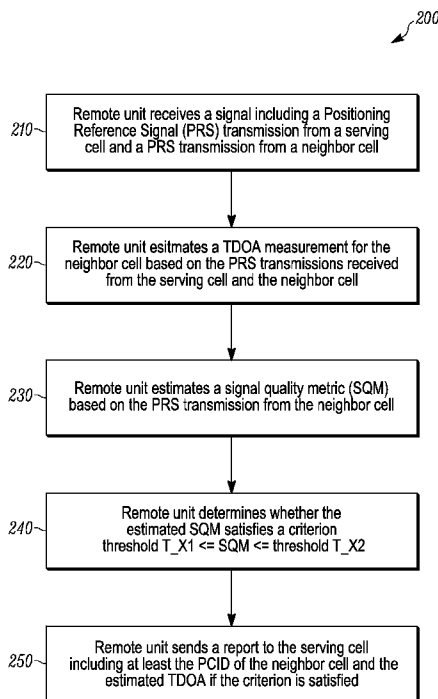 200
210
Remote unit receives a signal including a Positioning
Reference Signal (PRS) transmission from a serving
cell and a PRS transmission from a neighbor cell
220
Remote unit esitmates a TDOA measurement for the
neighbor cell based on the PRS transmissions received
from the serving cell and the neighbor cell
230
Remote unit estimates a signal quality metric (SQM)
based on the PRS transmission from the neighbor cell
240
Remote unit determines whether the
estimated SQM satisfies a criterion
threshold T_X1 <= SQM <= threshold T_X2
250
Remote unit sends a report to the serving cell
including at least the PCID of the neighbor cell and the
estimated TDOA if the criterion is satisfied